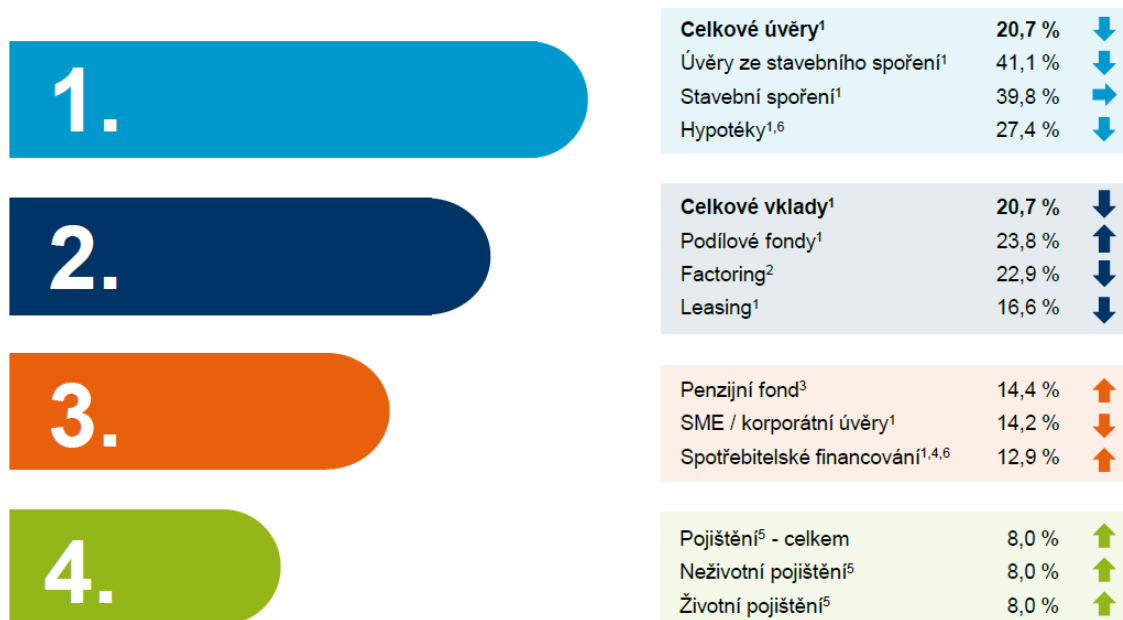 1.
Celkové úvěry¹ 20,7 %
Úvěry ze stavebního spoření¹ 41,1 %
Stavební spoření¹ 39,8 %
Hypotéky¹,⁶ 27,4 %
2.
Celkové vklady¹ 20,7 %
Podílové fondy¹ 23,8 %
Factoring² 22,9 %
Leasing¹ 16,6 %
3.
Penzijní fond³ 14,4 %
SME / korporátní úvěry¹ 14,2 %
Spotřebitelské financování¹,⁴,⁶ 12,9 %
4.
Pojištění⁵ - celkem 8,0 %
Neživotní pojištění⁵ 8,0 %
Životní pojištění⁵ 8,0 %